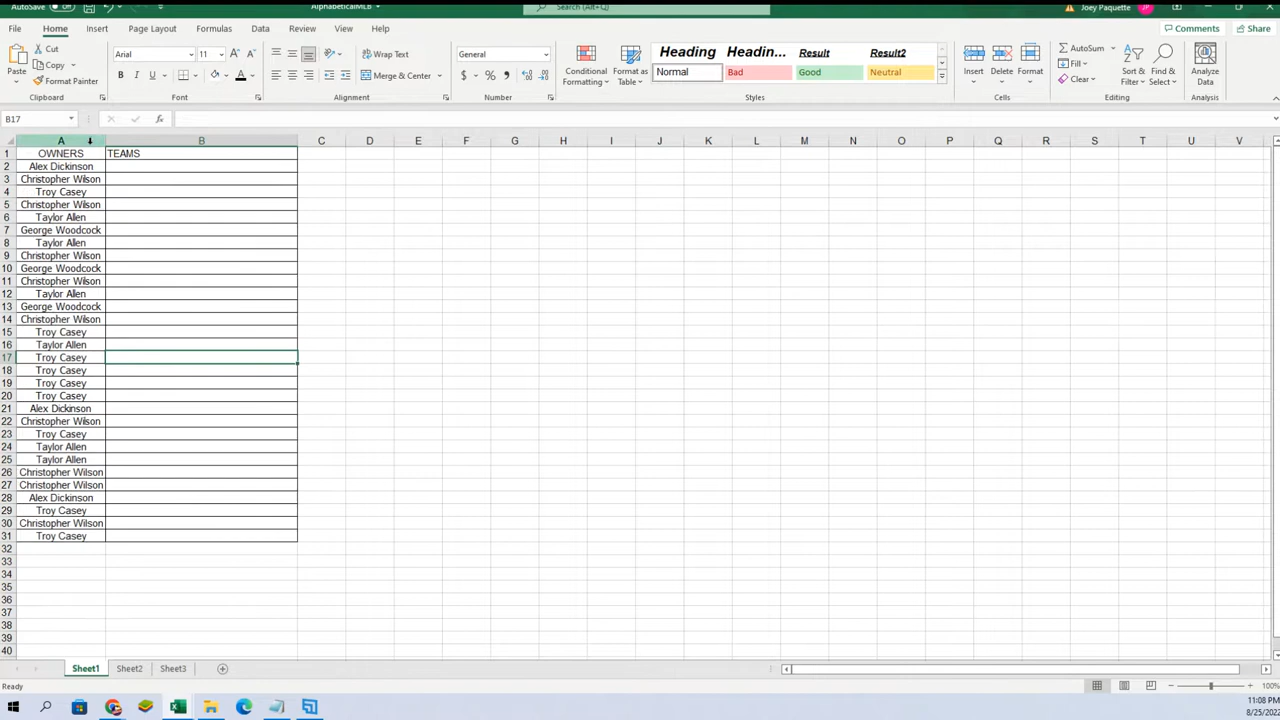 AutoSave Off AlphabeticalMLB Search (Alt+Q) Joey Paquette JP
File Home Insert Page Layout Formulas Data Review View Help Comments Share
Paste Cut Copy Format Painter
Arial 11 A A B I U A
Wrap Text Merge & Center
General $ % 9
Conditional Formatting Format as Table
Heading Headin... Result Result2
Normal Bad Good Neutral
Insert Delete Format
AutoSum Fill Clear
Sort & Filter Find & Select Analyze Data
Clipboard Font Alignment Number Styles Cells Editing Analysis
B17 fx
A B C D E F G H I J K L M N O P Q R S T U V
1 OWNERS TEAMS
2 Alex Dickinson
3 Christopher Wilson
4 Troy Casey
5 Christopher Wilson
6 Taylor Allen
7 George Woodcock
8 Taylor Allen
9 Christopher Wilson
10 George Woodcock
11 Christopher Wilson
12 Taylor Allen
13 George Woodcock
14 Christopher Wilson
15 Troy Casey
16 Taylor Allen
17 Troy Casey
18 Troy Casey
19 Troy Casey
20 Troy Casey
21 Alex Dickinson
22 Christopher Wilson
23 Troy Casey
24 Taylor Allen
25 Taylor Allen
26 Christopher Wilson
27 Christopher Wilson
28 Alex Dickinson
29 Troy Casey
30 Christopher Wilson
31 Troy Casey
32
33
34
35
36
37
38
39
40
Sheet1 Sheet2 Sheet3
Ready 100%
11:08 PM
8/25/2022